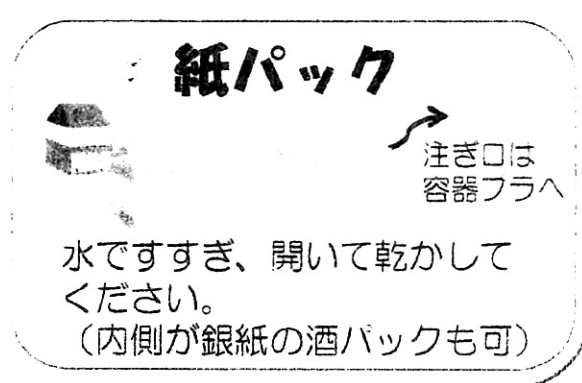 紙パック
注ぎ口は
容器プラへ
水ですすぎ、開いて乾かして
ください。
(内側が銀紙の酒パックも可)